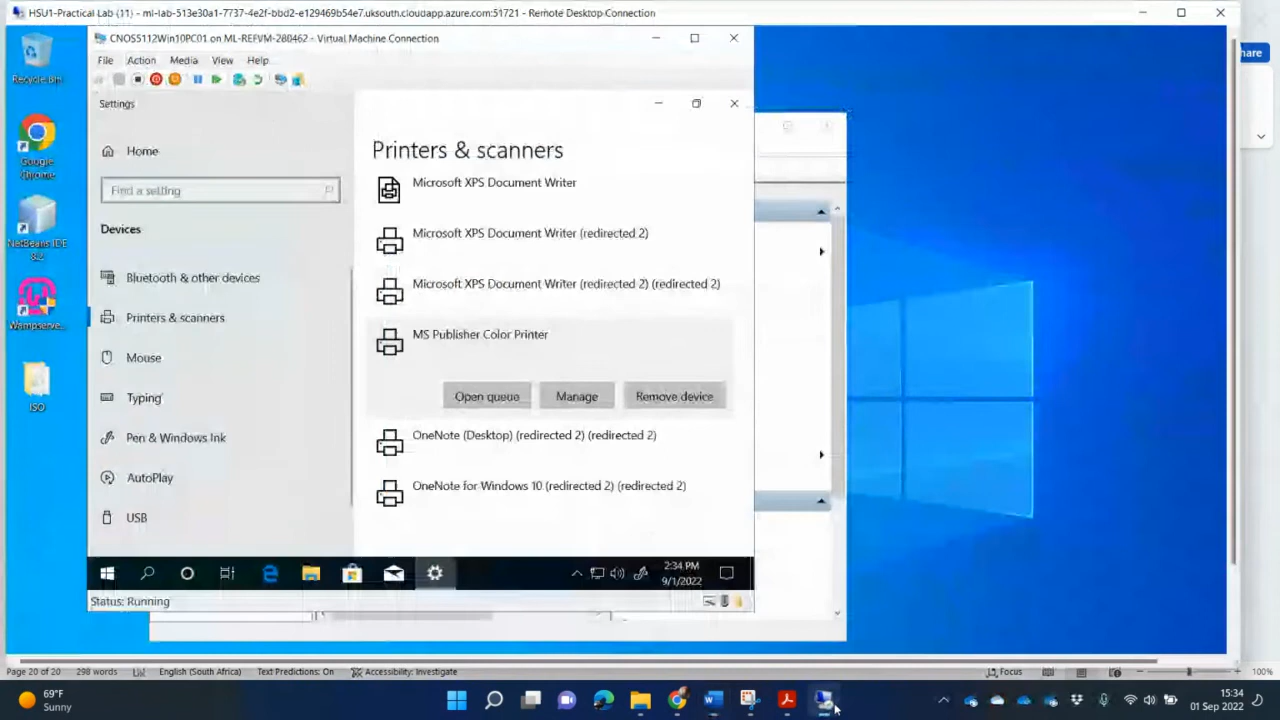 HSU1-Practical Lab (11) - ml-lab-513e30a1-7737-4e2f-bbd2-e129469b54e7.uksouth.cloudapp.azure.com:51721 - Remote Desktop Connection
Recycle Bin
Google
Chrome
NetBeans IDE
8.2
Wampserve...
ISO
CNOS5112Win10PC01 on ML-REFVM-280462 - Virtual Machine Connection
File Action Media View Help
Settings
Home
Find a setting
Devices
Bluetooth & other devices
Printers & scanners
Mouse
Typing
Pen & Windows Ink
AutoPlay
USB
Printers & scanners
Microsoft XPS Document Writer
Microsoft XPS Document Writer (redirected 2)
Microsoft XPS Document Writer (redirected 2) (redirected 2)
MS Publisher Color Printer
Open queue Manage Remove device
OneNote (Desktop) (redirected 2) (redirected 2)
OneNote for Windows 10 (redirected 2) (redirected 2)
2:34 PM
9/1/2022
Status: Running
hare
Page 20 of 20 298 words English (South Africa) Text Predictions: On Accessibility: Investigate Focus 100%
69°F
Sunny
15:34
01 Sep 2022